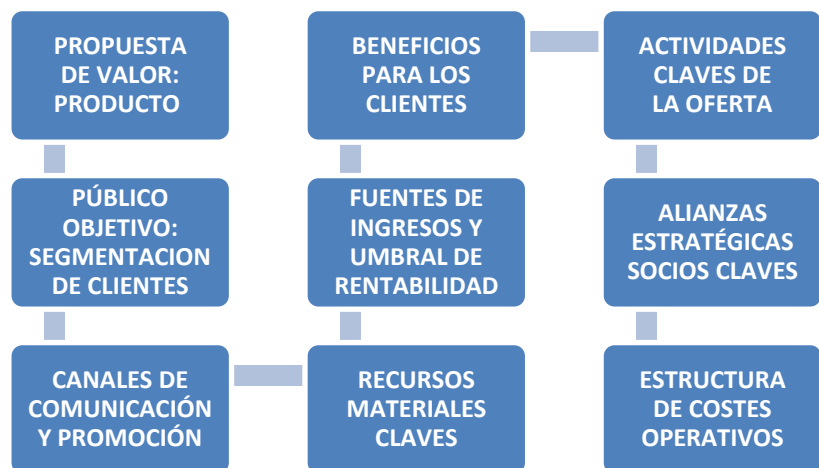 PROPUESTA
DE VALOR:
PRODUCTO
PÚBLICO
OBJETIVO:
SEGMENTACION
DE CLIENTES
CANALES DE
COMUNICACIÓN
Y PROMOCIÓN
RECURSOS
MATERIALES
CLAVES
FUENTES DE
INGRESOS Y
UMBRAL DE
RENTABILIDAD
BENEFICIOS
PARA LOS
CLIENTES
ACTIVIDADES
CLAVES DE
LA OFERTA
ALIANZAS
ESTRATÉGICAS
SOCIOS CLAVES
ESTRUCTURA
DE COSTES
OPERATIVOS